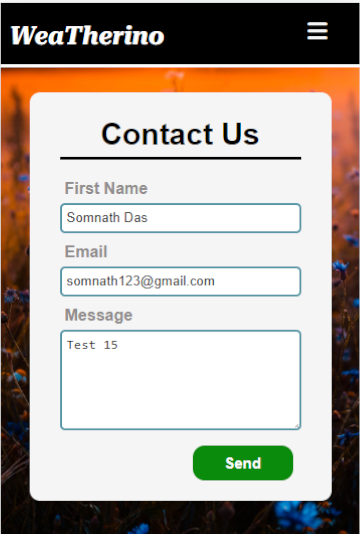 WeaTherino
Contact Us
First Name
Somnath Das
Email
somnath123@gmail.com
Message
Test 15
Send